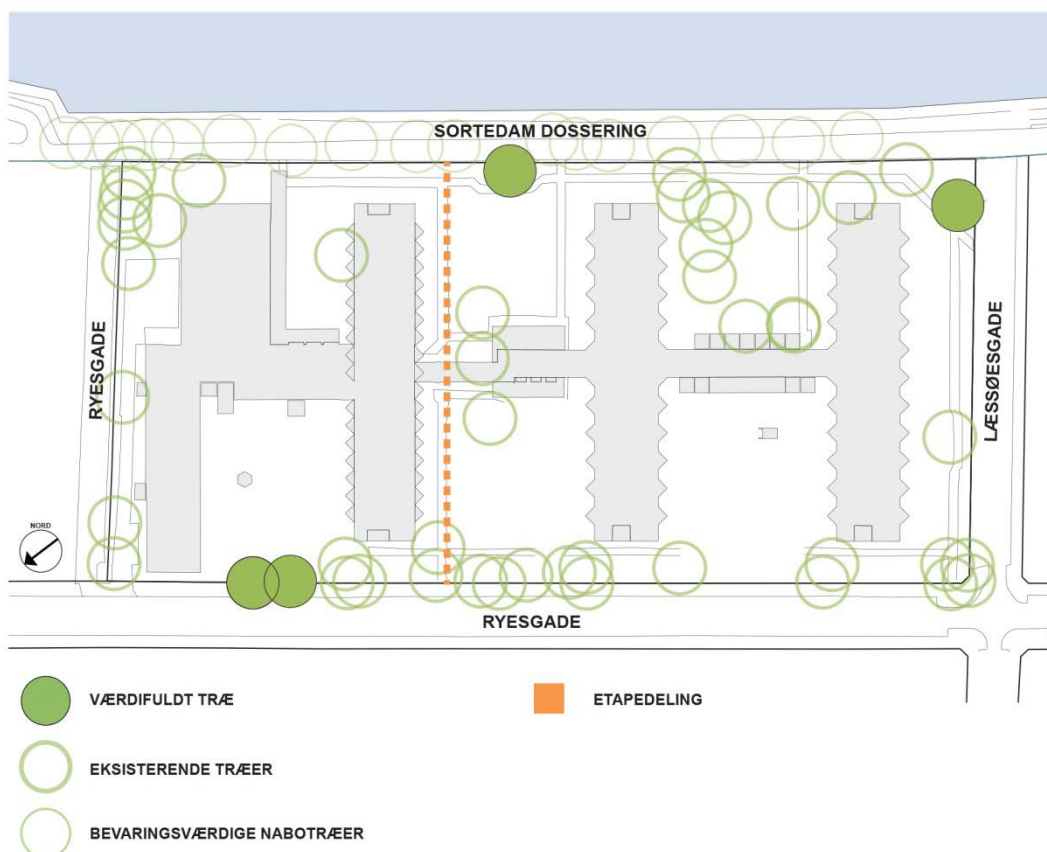 SORTEDAM DOSSERING
RYESGADE
LÆSSØESGADE
NORD
RYESGADE
VÆRDIFULDT TRÆ
ETAPEDELING
EKSISTERENDE TRÆER
BEVARINGSVÆRDIGE NABOTRÆER